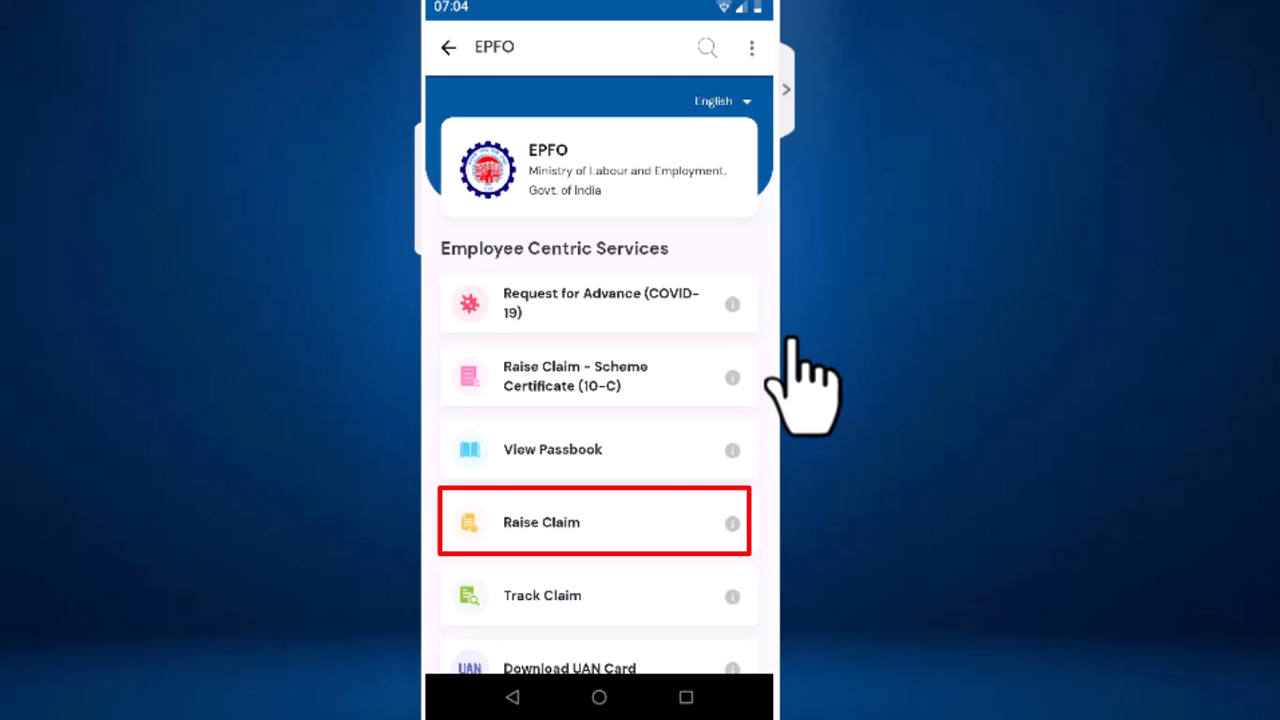 07:04
EPFO
English
EPFO
Ministry of Labour and Employment,
Govt. of India
Employee Centric Services
Request for Advance (COVID-
19)
Raise Claim - Scheme
Certificate (10-C)
View Passbook
Raise Claim
Track Claim
UAN Download UAN Card